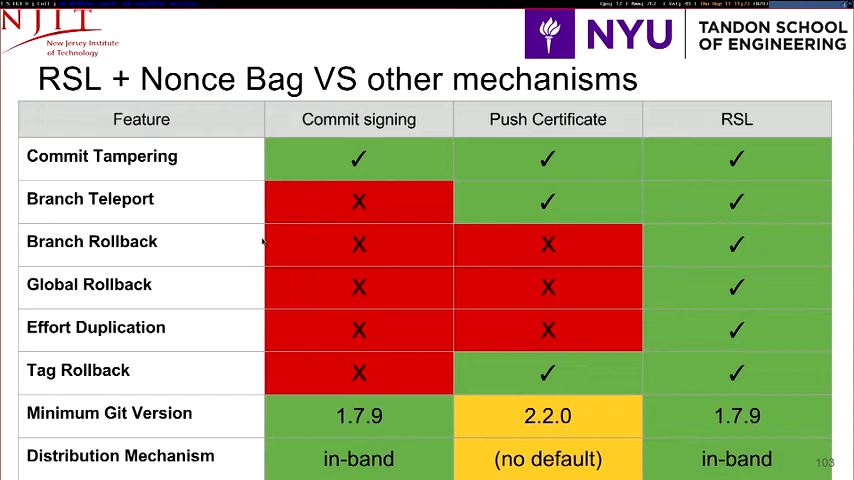 NJIT
New Jersey Institute
of Technology
NYU
TANDON SCHOOL
OF ENGINEERING
RSL + Nonce Bag VS other mechanisms
Feature Commit signing Push Certificate RSL
Commit Tampering ✓ ✓ ✓
Branch Teleport X ✓ ✓
Branch Rollback X X ✓
Global Rollback X X ✓
Effort Duplication X X ✓
Tag Rollback X ✓ ✓
Minimum Git Version 1.7.9 2.2.0 1.7.9
Distribution Mechanism in-band (no default) in-band
103